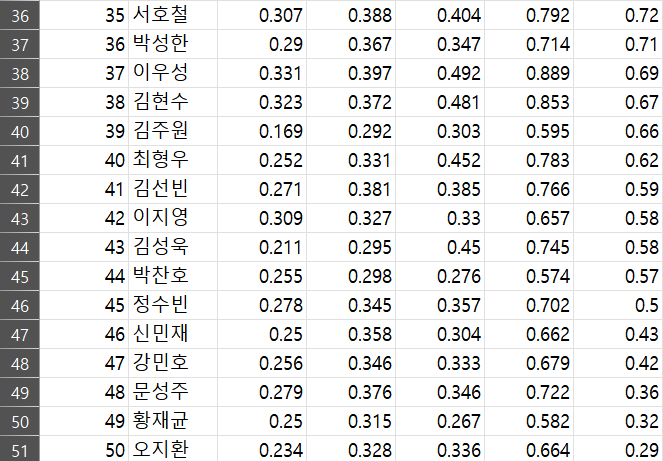 36 35 서호철 0.307 0.388 0.404 0.792 0.72
37 36 박성한 0.29 0.367 0.347 0.714 0.71
38 37 이우성 0.331 0.397 0.492 0.889 0.69
39 38 김현수 0.323 0.372 0.481 0.853 0.67
40 39 김주원 0.169 0.292 0.303 0.595 0.66
41 40 최형우 0.252 0.331 0.452 0.783 0.62
42 41 김선빈 0.271 0.381 0.385 0.766 0.59
43 42 이지영 0.309 0.327 0.33 0.657 0.58
44 43 김성욱 0.211 0.295 0.45 0.745 0.58
45 44 박찬호 0.255 0.298 0.276 0.574 0.57
46 45 정수빈 0.278 0.345 0.357 0.702 0.5
47 46 신민재 0.25 0.358 0.304 0.662 0.43
48 47 강민호 0.256 0.346 0.333 0.679 0.42
49 48 문성주 0.279 0.376 0.346 0.722 0.36
50 49 황재균 0.25 0.315 0.267 0.582 0.32
51 50 오지환 0.234 0.328 0.336 0.664 0.29